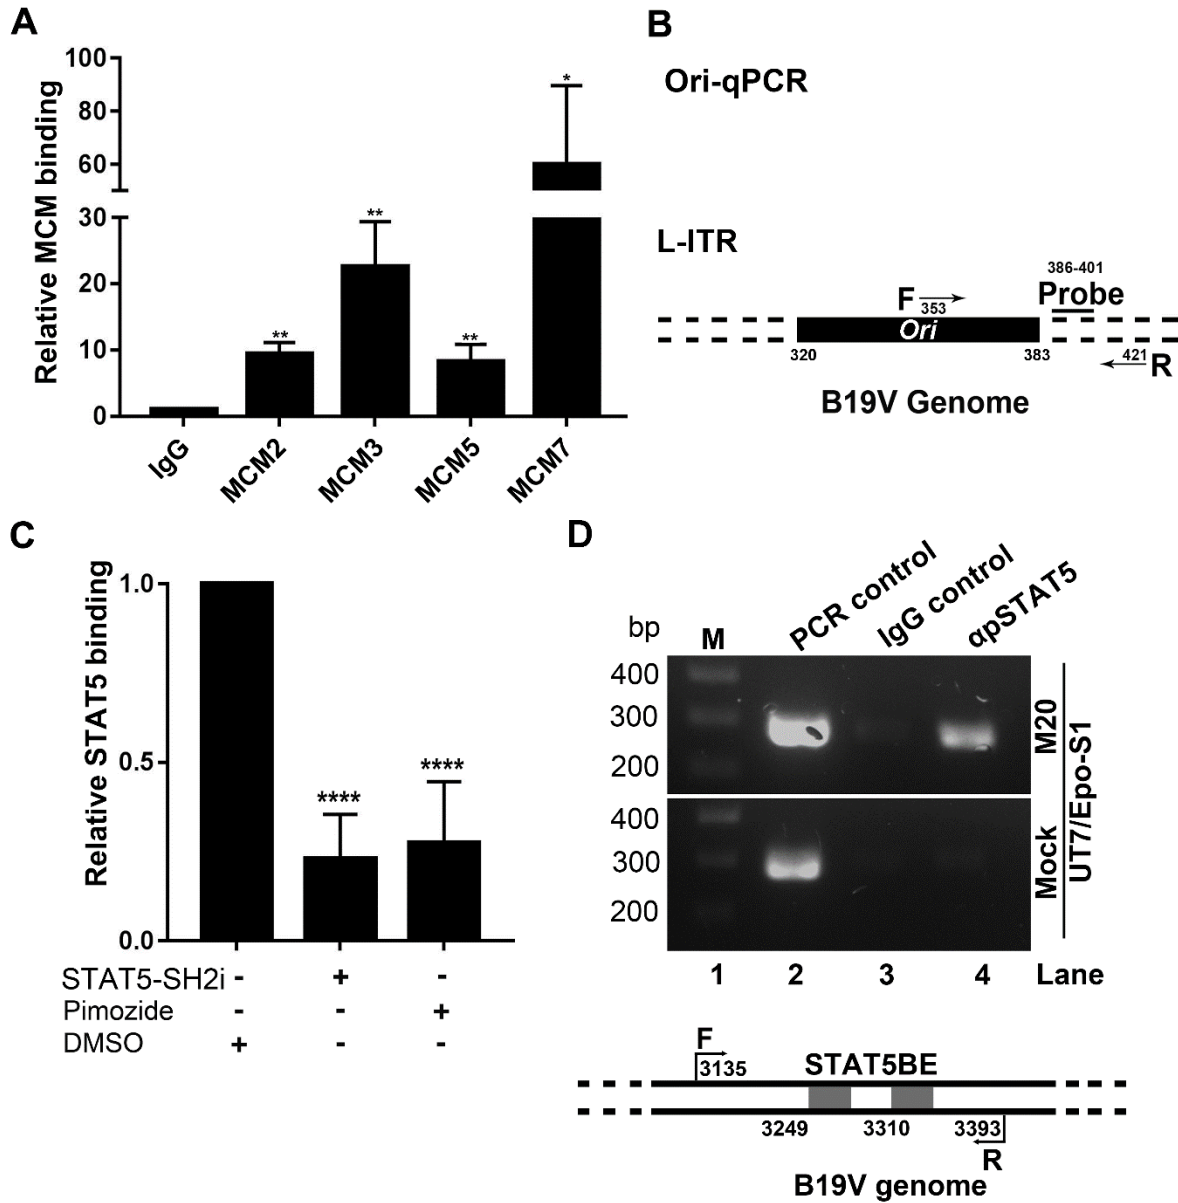 A
Relative MCM binding
100
80
60
40
30
20
10
0
*
**
**
**
IgG
MCM2
MCM3
MCM5
MCM7
B
Ori-qPCR
L-ITR
386-401
Probe
F
353
Ori
320
383
421
R
B19V Genome
C
Relative STAT5 binding
1.0
0.5
0.0
****
****
STAT5-SH2i - + -
Pimozide - - +
DMSO + - -
D
bp
M
PCR control
IgG control
αpSTAT5
400
300
200
M20
400
300
200
Mock
UT7/Epo-S1
1 2 3 4 Lane
F
3135
STAT5BE
3249
3310
3393
R
B19V genome